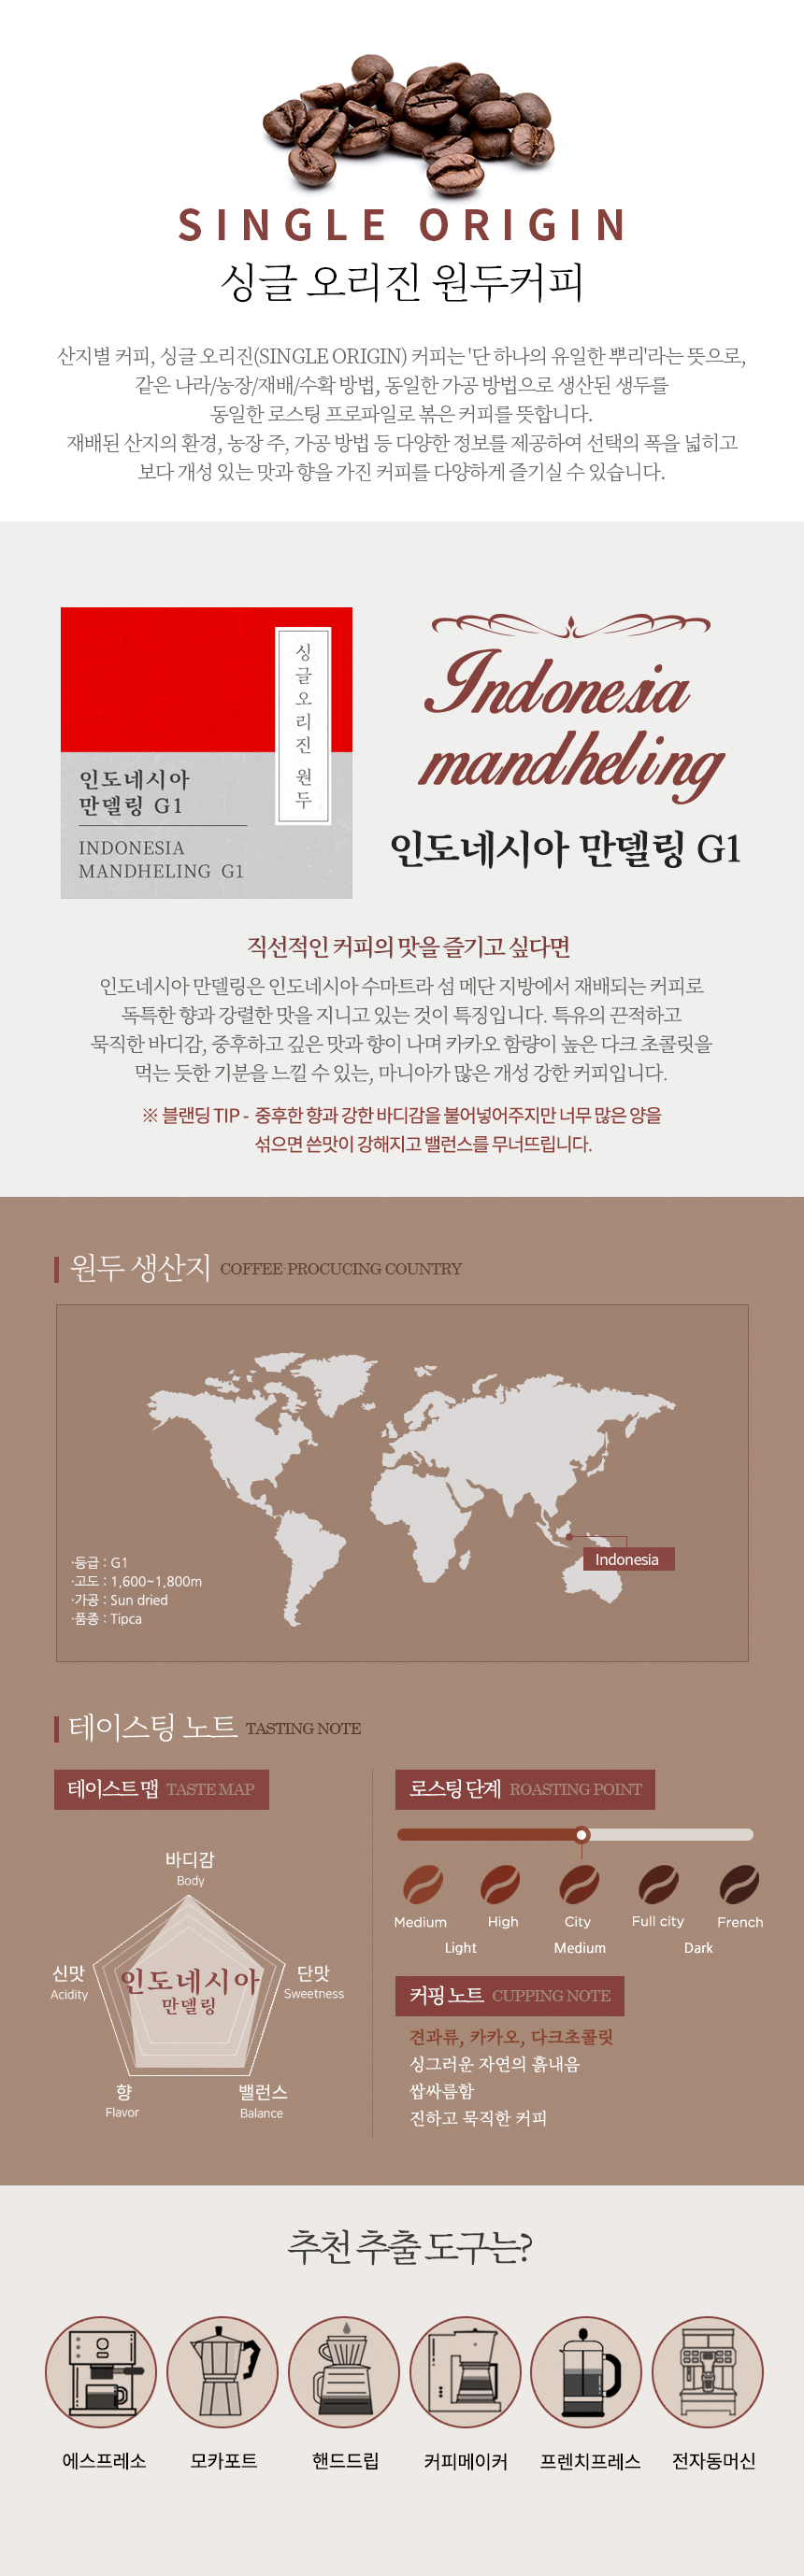 SINGLE ORIGIN
싱글 오리진 원두커피
산지별 커피, 싱글 오리진(SINGLE ORIGIN) 커피는 '단 하나의 유일한 뿌리'라는 뜻으로,
같은 나라/농장/재배/수확 방법, 동일한 가공 방법으로 생산된 생두를
동일한 로스팅 프로파일로 볶은 커피를 뜻합니다.
재배된 산지의 환경, 농장 주, 가공 방법 등 다양한 정보를 제공하여 선택의 폭을 넓히고
보다 개성 있는 맛과 향을 가진 커피를 다양하게 즐기실 수 있습니다.
싱글오리진 원두
인도네시아
만델링 G1
INDONESIA
MANDHELING G1
Indonesia
mandheling
인도네시아 만델링 G1
직선적인 커피의 맛을 즐기고 싶다면
인도네시아 만델링은 인도네시아 수마트라 섬 메단 지방에서 재배되는 커피로
독특한 향과 강렬한 맛을 지니고 있는 것이 특징입니다. 특유의 끈적하고
묵직한 바디감, 중후하고 깊은 맛과 향이 나며 카카오 함량이 높은 다크 초콜릿을
먹는 듯한 기분을 느낄 수 있는, 마니아가 많은 개성 강한 커피입니다.
※ 블랜딩 TIP - 중후한 향과 강한 바디감을 불어넣어주지만 너무 많은 양을
섞으면 쓴맛이 강해지고 밸런스를 무너뜨립니다.
원두 생산지 COFFEE-PROCUCING COUNTRY
Indonesia
·등급 : G1
·고도 : 1,600~1,800m
·가공 : Sun dried
·품종 : Tipca
테이스팅 노트 TASTING NOTE
테이스트 맵 TASTE MAP
바디감
Body
신맛
Acidity
단맛
Sweetness
인도네시아
만델링
향
Flavor
밸런스
Balance
로스팅 단계 ROASTING POINT
Medium High City Full city French
Light Medium Dark
커핑 노트 CUPPING NOTE
견과류, 카카오, 다크초콜릿
싱그러운 자연의 흙내음
쌉싸름함
진하고 묵직한 커피
추천 추출 도구는?
에스프레소 모카포트 핸드드립 커피메이커 프렌치프레스 전자동머신